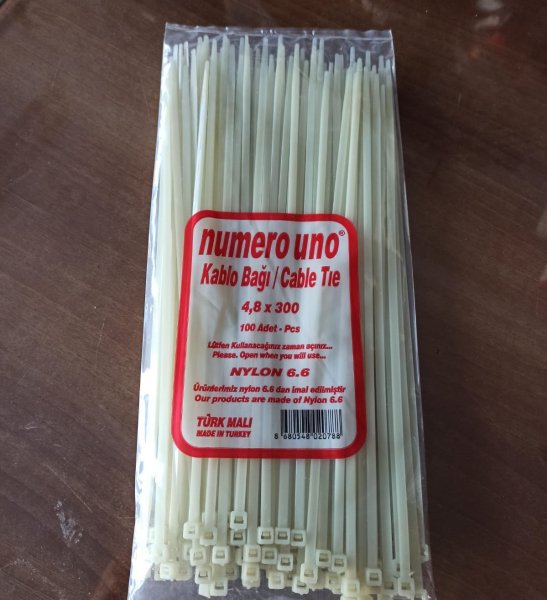 numero uno®
Kablo Bağı / Cable Tıe
4,8 x 300
100 Adet - Pcs
Lütfen Kullanacağınız zaman açınız...
Please. Open when you will use...
NYLON 6.6
Ürünlerimiz nylon 6.6 dan imal edilmiştir
Our products are made of Nylon 6.6
TÜRK MALI
MADE IN TURKEY
8 680548 020788